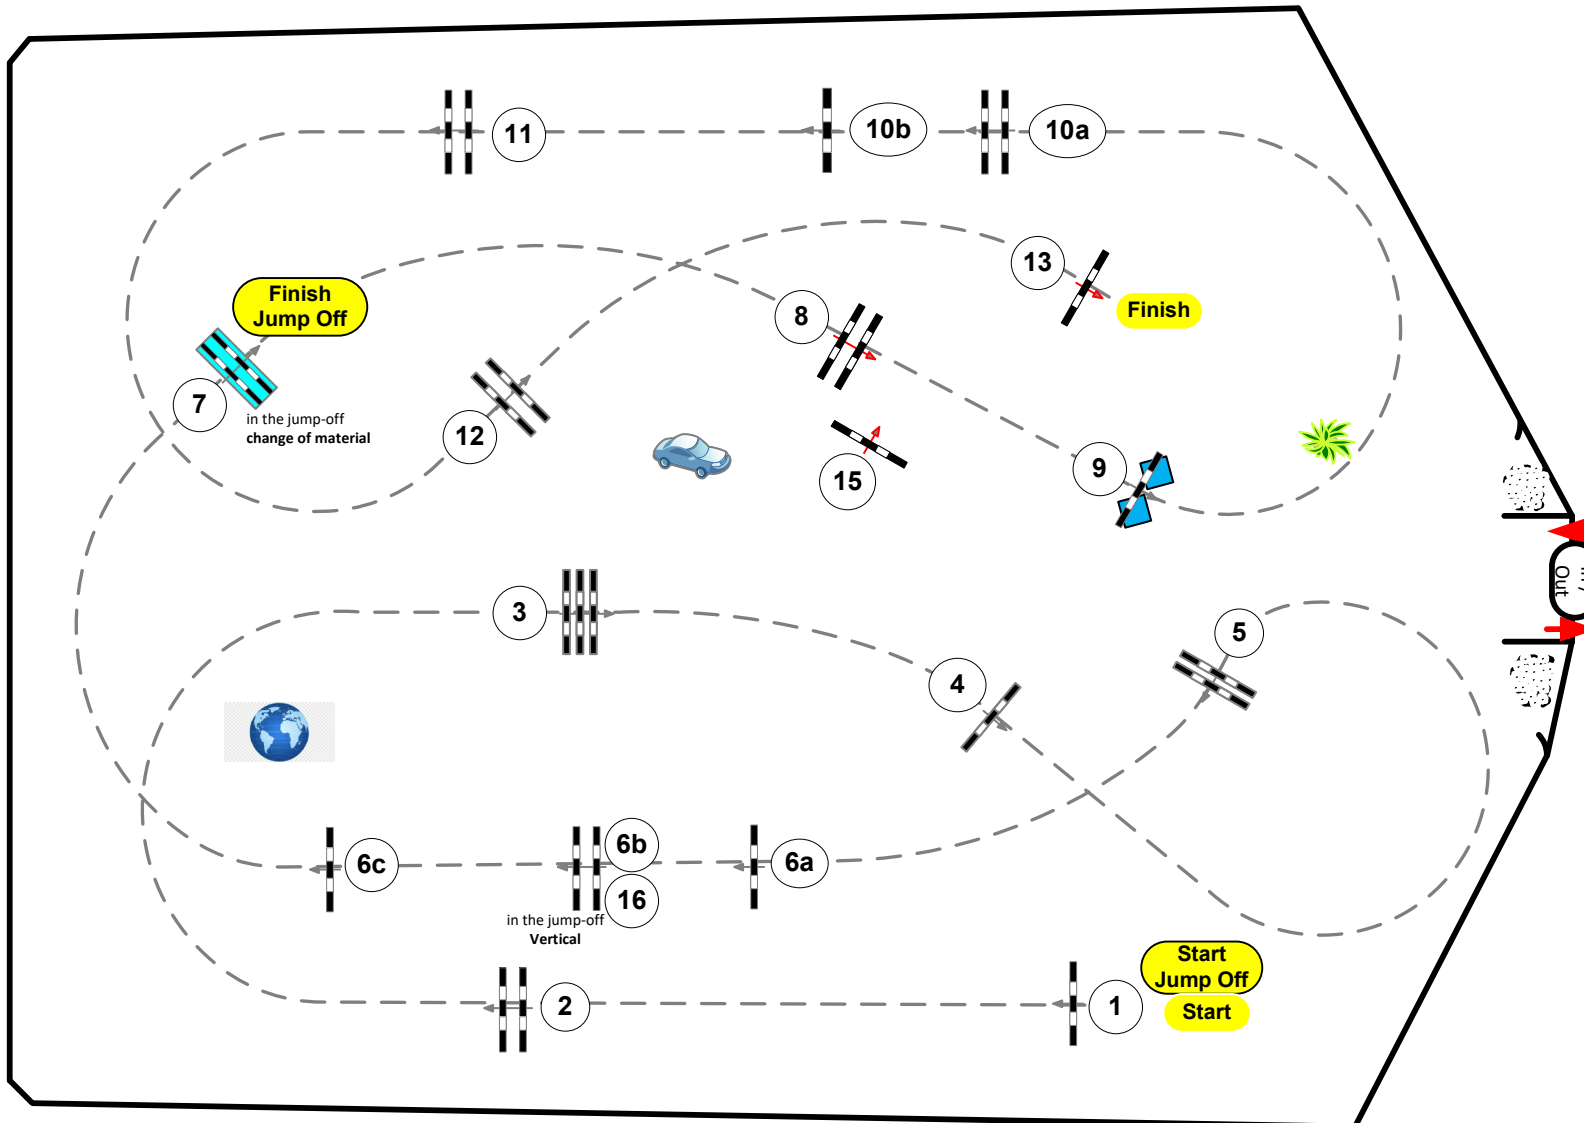 11
10b
10a
13
Finish
Jump Off
8
Finish
7
in the jump-off
change of material
12
15
9
Out
3
5
4
6b
6c
6a
16
in the jump-off
Vertical
Start
Jump Off
2
1
Start